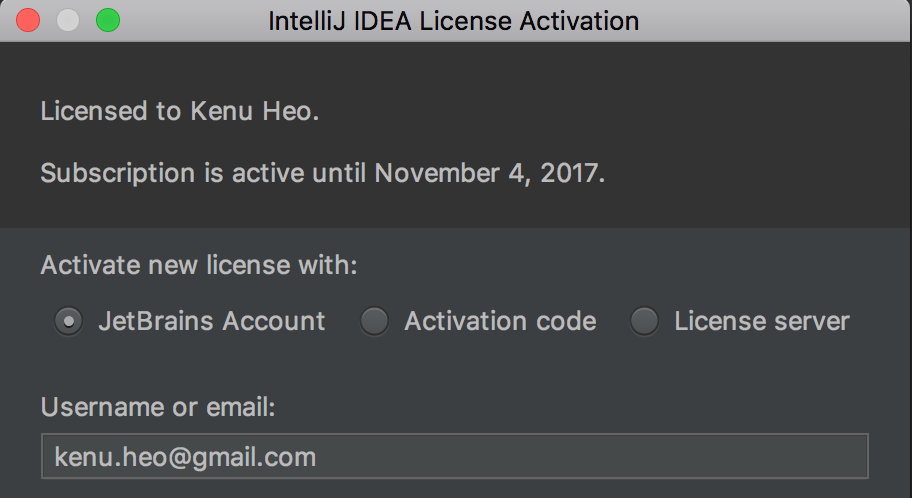 IntelliJ IDEA License Activation
Licensed to Kenu Heo.
Subscription is active until November 4, 2017.
Activate new license with:
JetBrains Account Activation code License server
Username or email:
kenu.heo@gmail.com